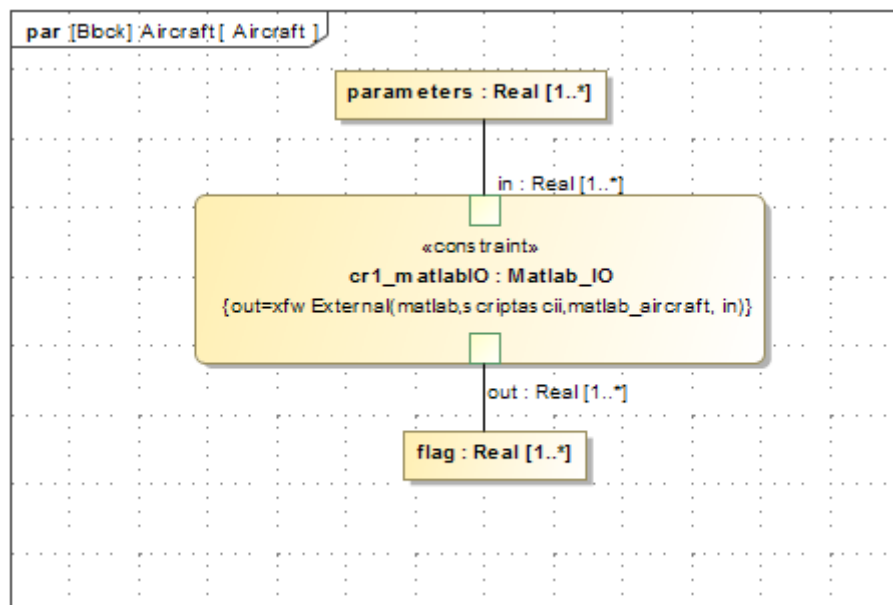 par [Block] Aircraft [ Aircraft ]
parameters : Real [1..*]
in : Real [1..*]
«constraint»
cr1_matlabIO : Matlab_IO
{out=xfwExternal(matlab,scriptascii,matlab_aircraft, in)}
out : Real [1..*]
flag : Real [1..*]